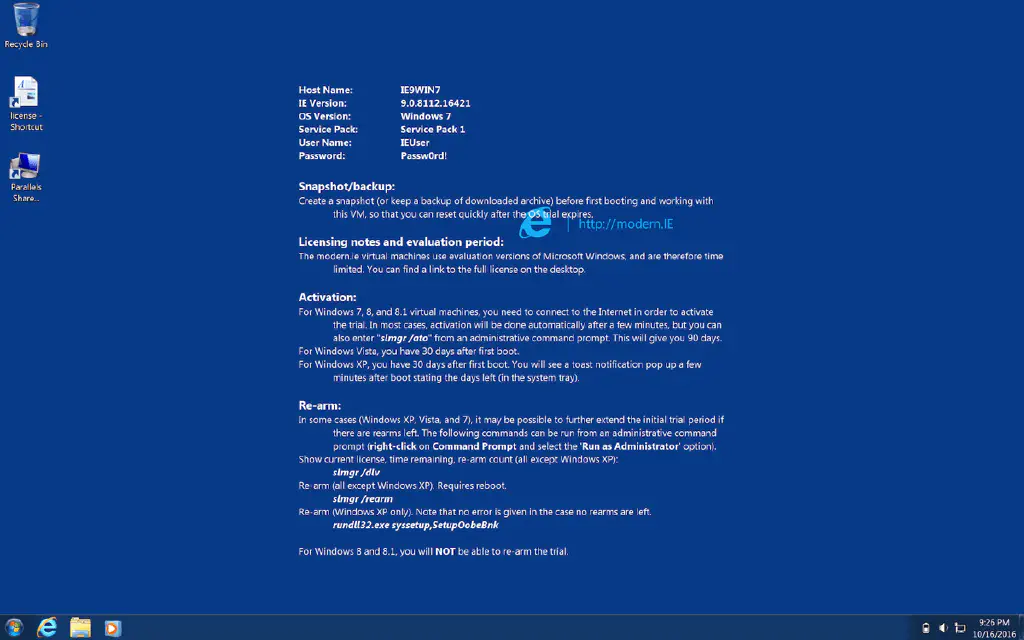 Recycle Bin
license -
Shortcut
Parallels
Share...
Host Name: IE9WIN7
IE Version: 9.0.8112.16421
OS Version: Windows 7
Service Pack: Service Pack 1
User Name: IEUser
Password: Passw0rd!
Snapshot/backup:
Create a snapshot (or keep a backup of downloaded archive) before first booting and working with
this VM, so that you can reset quickly after the OS trial expires.
http://modern.IE
Licensing notes and evaluation period:
The modern.ie virtual machines use evaluation versions of Microsoft Windows, and are therefore time
limited. You can find a link to the full license on the desktop.
Activation:
For Windows 7, 8, and 8.1 virtual machines, you need to connect to the Internet in order to activate
the trial. In most cases, activation will be done automatically after a few minutes, but you can
also enter "slmgr /ato" from an administrative command prompt. This will give you 90 days.
For Windows Vista, you have 30 days after first boot.
For Windows XP, you have 30 days after first boot. You will see a toast notification pop up a few
minutes after boot stating the days left (in the system tray).
Re-arm:
In some cases (Windows XP, Vista, and 7), it may be possible to further extend the initial trial period if
there are rearms left. The following commands can be run from an administrative command
prompt (right-click on Command Prompt and select the 'Run as Administrator' option).
Show current license, time remaining, re-arm count (all except Windows XP):
slmgr /dlv
Re-arm (all except Windows XP). Requires reboot.
slmgr /rearm
Re-arm (Windows XP only). Note that no error is given in the case no rearms are left.
rundll32.exe syssetup,SetupOobeBnk
For Windows 8 and 8.1, you will NOT be able to re-arm the trial.
9:26 PM
10/16/2016